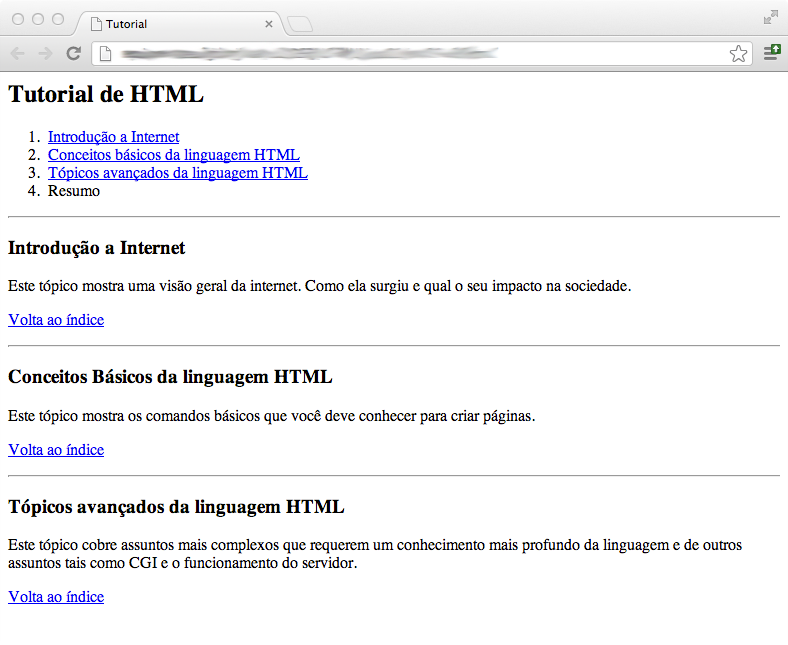 Tutorial
Tutorial de HTML
1. Introdução a Internet
2. Conceitos básicos da linguagem HTML
3. Tópicos avançados da linguagem HTML
4. Resumo
Introdução a Internet
Este tópico mostra uma visão geral da internet. Como ela surgiu e qual o seu impacto na sociedade.
Volta ao índice
Conceitos Básicos da linguagem HTML
Este tópico mostra os comandos básicos que você deve conhecer para criar páginas.
Volta ao índice
Tópicos avançados da linguagem HTML
Este tópico cobre assuntos mais complexos que requerem um conhecimento mais profundo da linguagem e de outros
assuntos tais como CGI e o funcionamento do servidor.
Volta ao índice